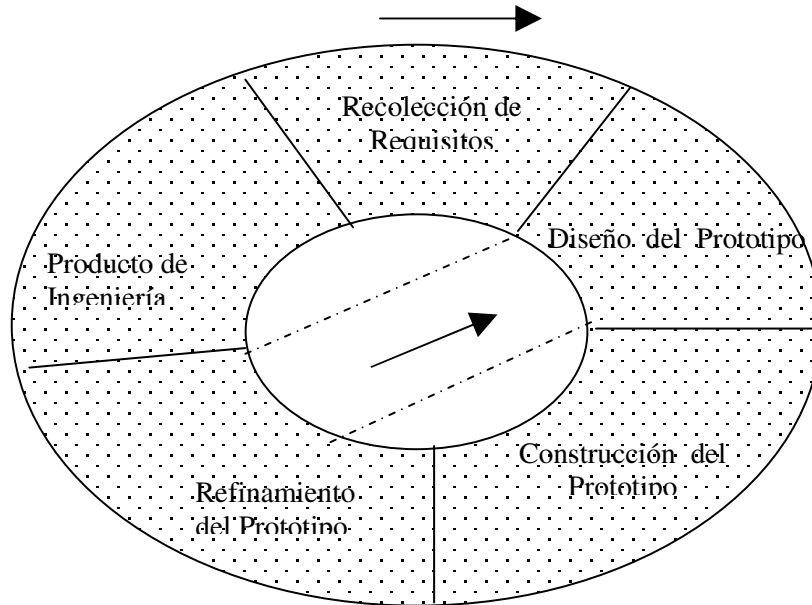 Recolección de
Requisitos
Diseño del Prototipo
Construcción del
Prototipo
Refinamiento
del Prototipo
Producto de
Ingeniería